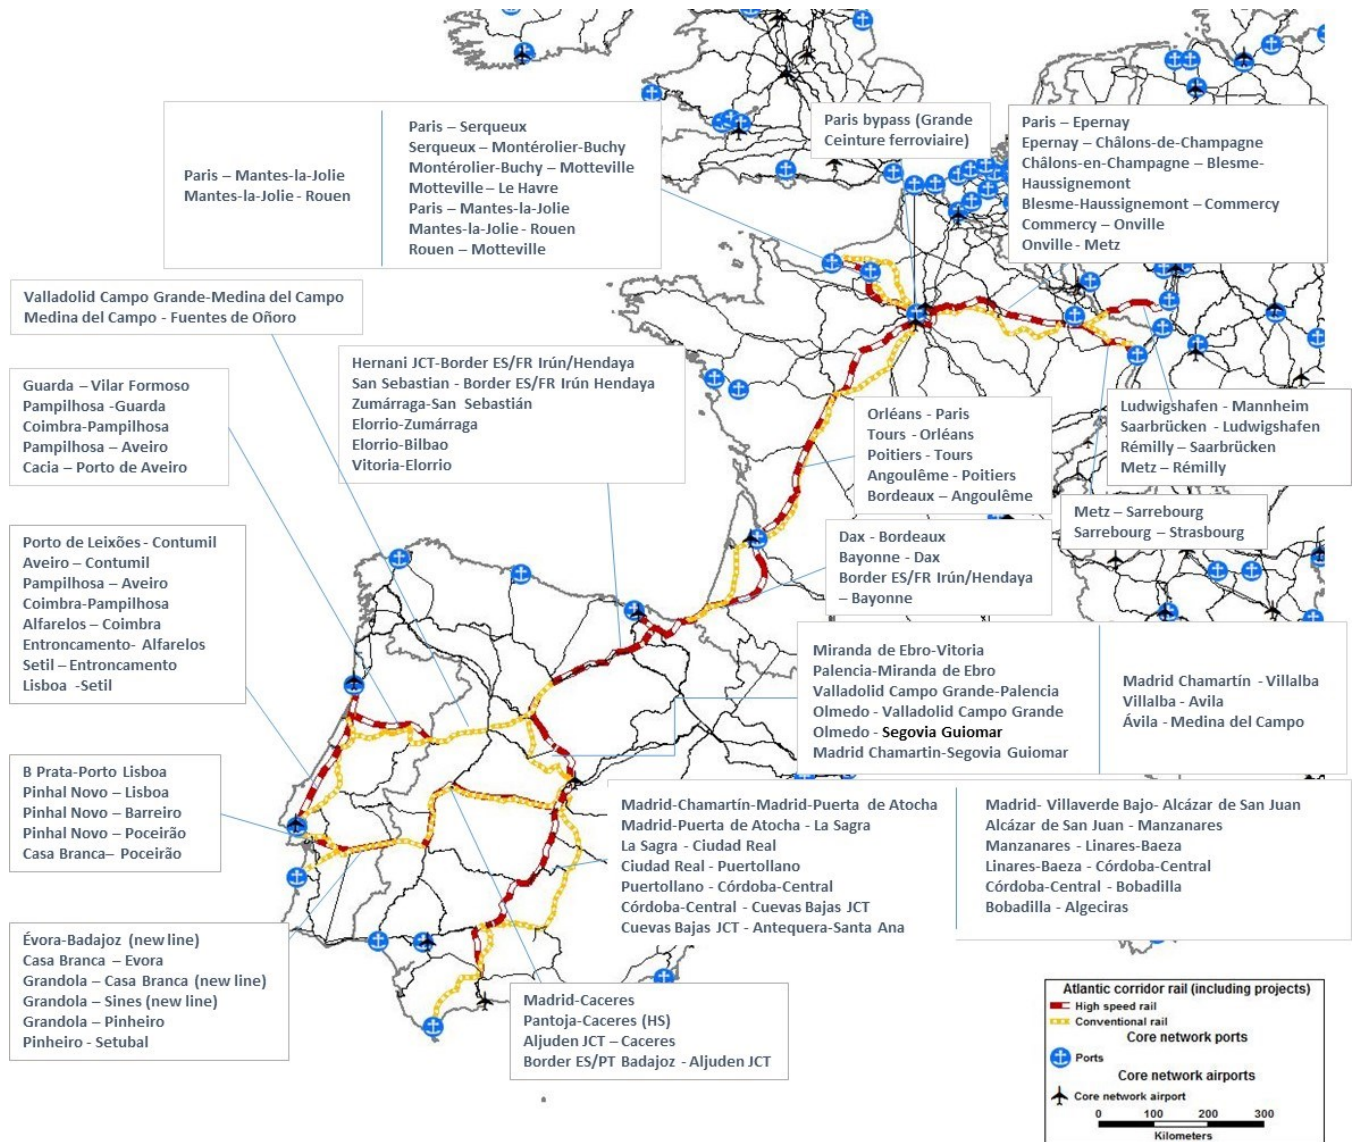 Paris – Mantes-la-Jolie
Mantes-la-Jolie - Rouen
Paris – Serqueux
Serqueux – Montérolier-Buchy
Montérolier-Buchy – Motteville
Motteville – Le Havre
Paris – Mantes-la-Jolie
Mantes-la-Jolie - Rouen
Rouen – Motteville
Paris bypass (Grande
Ceinture ferroviaire)
Paris – Epernay
Epernay – Châlons-de-Champagne
Châlons-en-Champagne – Blesme-
Haussignemont
Blesme-Haussignemont – Commercy
Commercy – Onville
Onville - Metz
Valladolid Campo Grande-Medina del Campo
Medina del Campo - Fuentes de Oñoro
Hernani JCT-Border ES/FR Irún/Hendaya
San Sebastian - Border ES/FR Irún Hendaya
Zumárraga-San Sebastián
Elorrio-Zumárraga
Elorrio-Bilbao
Vitoria-Elorrio
Guarda – Vilar Formoso
Pampilhosa -Guarda
Coimbra-Pampilhosa
Pampilhosa – Aveiro
Cacia – Porto de Aveiro
Orléans - Paris
Tours - Orléans
Poitiers - Tours
Angoulême - Poitiers
Bordeaux – Angoulême
Ludwigshafen - Mannheim
Saarbrücken - Ludwigshafen
Rémilly – Saarbrücken
Metz – Rémilly
Metz – Sarrebourg
Sarrebourg – Strasbourg
Dax - Bordeaux
Bayonne - Dax
Border ES/FR Irún/Hendaya
– Bayonne
Porto de Leixões - Contumil
Aveiro – Contumil
Pampilhosa – Aveiro
Coimbra-Pampilhosa
Alfarelos – Coimbra
Entroncamento- Alfarelos
Setil – Entroncamento
Lisboa -Setil
Miranda de Ebro-Vitoria
Palencia-Miranda de Ebro
Valladolid Campo Grande-Palencia
Olmedo - Valladolid Campo Grande
Olmedo - Segovia Guiomar
Madrid Chamartin-Segovia Guiomar
Madrid Chamartín - Villalba
Villalba - Avila
Ávila - Medina del Campo
B Prata-Porto Lisboa
Pinhal Novo – Lisboa
Pinhal Novo – Barreiro
Pinhal Novo – Poceirão
Casa Branca– Poceirão
Madrid-Chamartín-Madrid-Puerta de Atocha
Madrid-Puerta de Atocha - La Sagra
La Sagra - Ciudad Real
Ciudad Real - Puertollano
Puertollano - Córdoba-Central
Córdoba-Central - Cuevas Bajas JCT
Cuevas Bajas JCT - Antequera-Santa Ana
Madrid- Villaverde Bajo- Alcázar de San Juan
Alcázar de San Juan - Manzanares
Manzanares - Linares-Baeza
Linares-Baeza - Córdoba-Central
Córdoba-Central - Bobadilla
Bobadilla - Algeciras
Évora-Badajoz (new line)
Casa Branca – Evora
Grandola – Casa Branca (new line)
Grandola – Sines (new line)
Grandola – Pinheiro
Pinheiro - Setubal
Madrid-Caceres
Pantoja-Caceres (HS)
Aljuden JCT – Caceres
Border ES/PT Badajoz - Aljuden JCT
Atlantic corridor rail (including projects)
High speed rail
Conventional rail
Core network ports
Ports
Core network airports
Core network airport
0 100 200 300
Kilometers